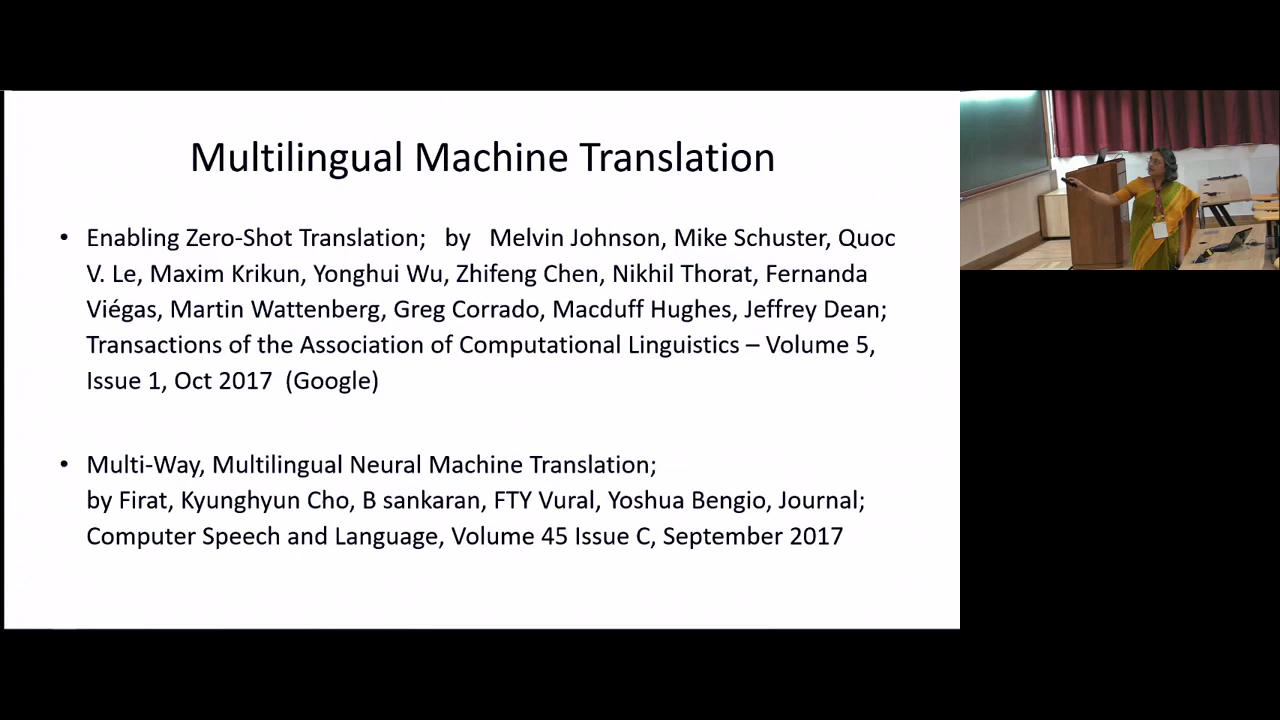 Multilingual Machine Translation
• Enabling Zero-Shot Translation; by Melvin Johnson, Mike Schuster, Quoc
V. Le, Maxim Krikun, Yonghui Wu, Zhifeng Chen, Nikhil Thorat, Fernanda
Viégas, Martin Wattenberg, Greg Corrado, Macduff Hughes, Jeffrey Dean;
Transactions of the Association of Computational Linguistics – Volume 5,
Issue 1, Oct 2017 (Google)
• Multi-Way, Multilingual Neural Machine Translation;
by Firat, Kyunghyun Cho, B sankaran, FTY Vural, Yoshua Bengio, Journal;
Computer Speech and Language, Volume 45 Issue C, September 2017